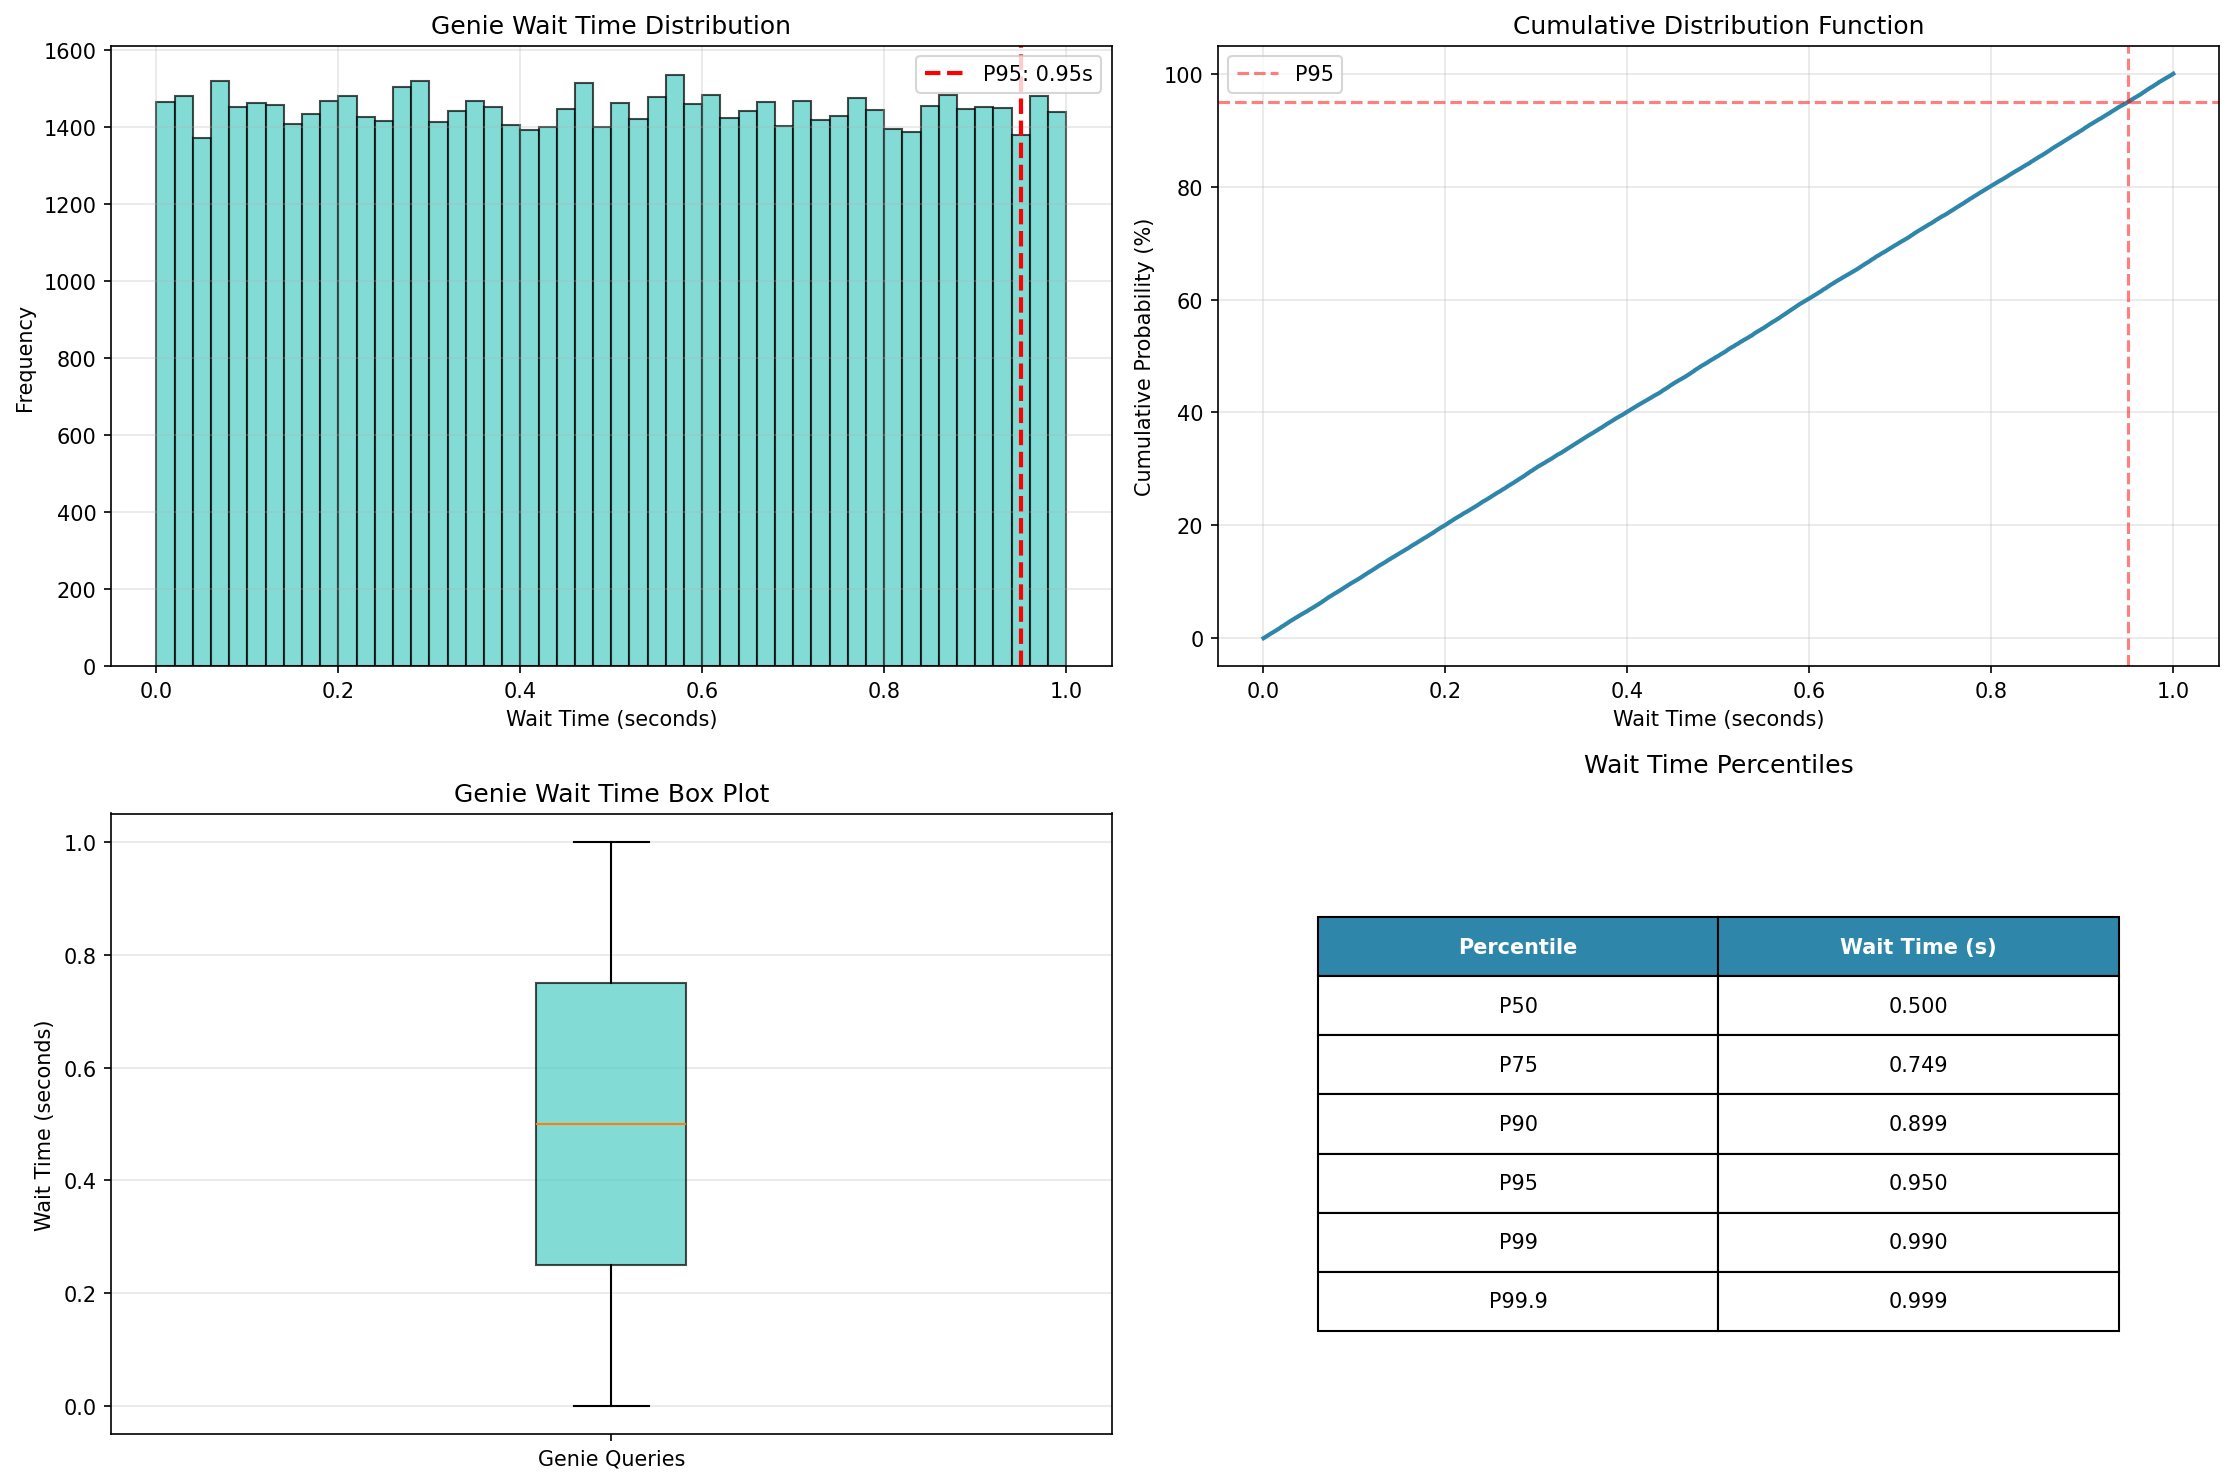 Genie Wait Time Distribution
1600
1400
1200
1000
800
600
400
200
0
Frequency
P95: 0.95s
0.0 0.2 0.4 0.6 0.8 1.0
Wait Time (seconds)
Cumulative Distribution Function
100
80
60
40
20
0
Cumulative Probability (%)
P95
0.0 0.2 0.4 0.6 0.8 1.0
Wait Time (seconds)
Genie Wait Time Box Plot
1.0
0.8
0.6
0.4
0.2
0.0
Wait Time (seconds)
Genie Queries
Wait Time Percentiles
Percentile Wait Time (s)
P50 0.500
P75 0.749
P90 0.899
P95 0.950
P99 0.990
P99.9 0.999